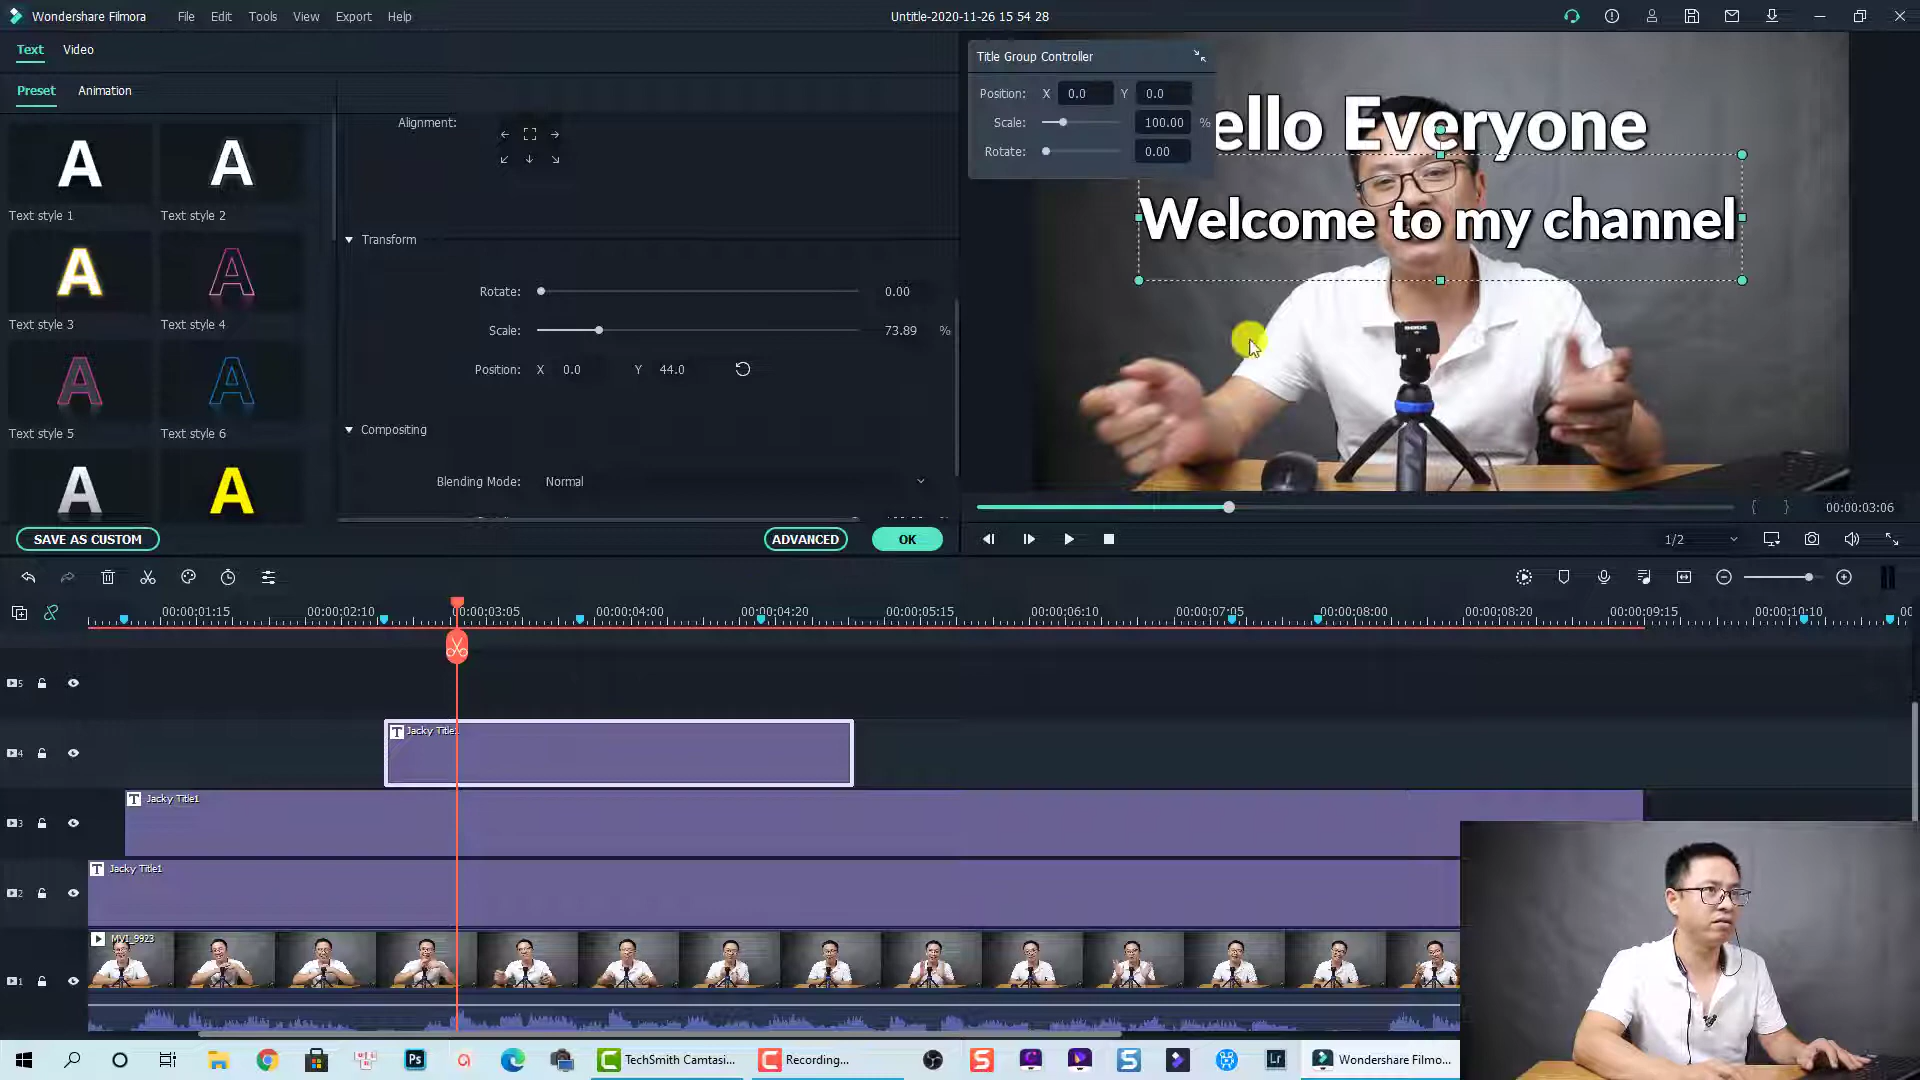 Wondershare Filmora
File
Edit
Tools
View
Export
Help
Untitle-2020-11-26 15 54 28
Text
Video
Preset
Animation
A
Text style 1
A
Text style 2
A
Text style 3
A
Text style 4
A
Text style 5
A
Text style 6
A
A
Alignment:
Transform
Rotate:
0.00
Scale:
73.89
%
Position:
X
0.0
Y
44.0
Compositing
Blending Mode:
Normal
SAVE AS CUSTOM
ADVANCED
OK
Title Group Controller
Position:
X
0.0
Y
0.0
Scale:
100.00
%
Rotate:
0.00
ello Everyone
Welcome to my channel
{ }
00:00:03:06
1/2
00:00:01:15
00:00:02:10
00:00:03:05
00:00:04:00
00:00:04:20
00:00:05:15
00:00:06:10
00:00:07:05
00:00:08:00
00:00:08:20
00:00:09:15
00:00:10:10
5
4
T Jacky Title1
3
T Jacky Title1
2
T Jacky Title1
1
MVI_9923
Ps
TechSmith Camtasi...
Recording...
Lr
Wondershare Filmo...